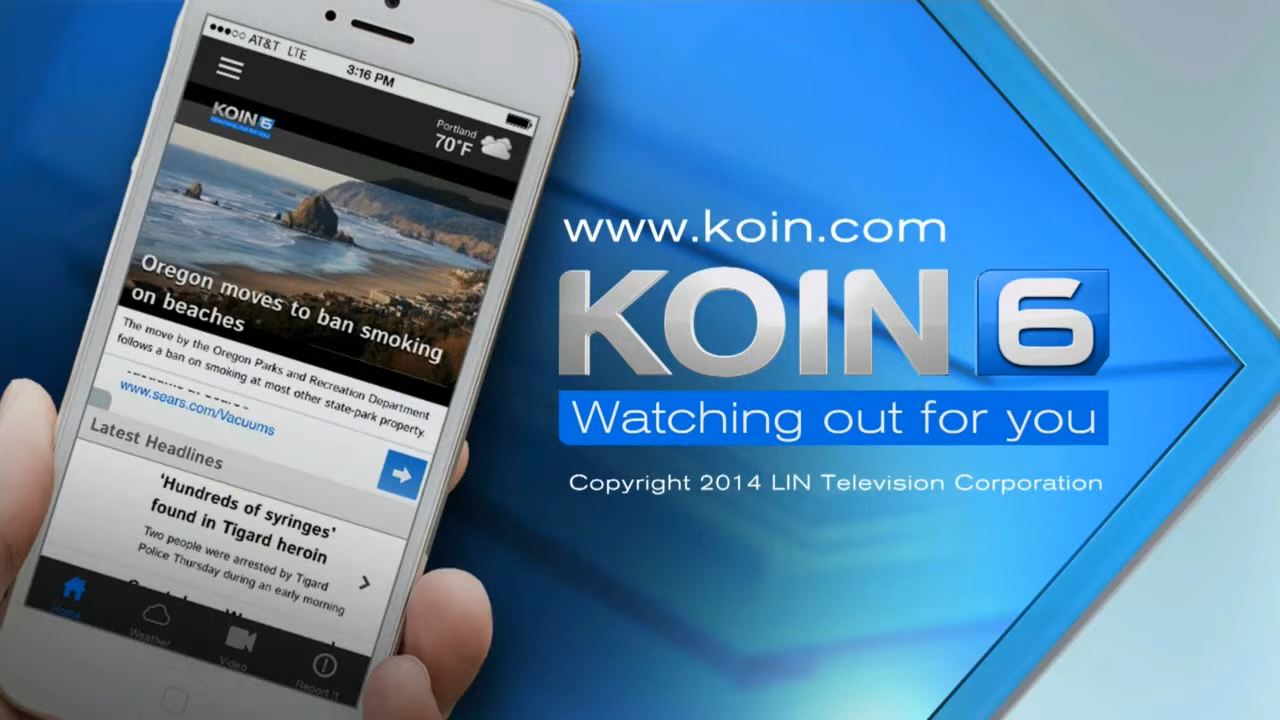 AT&T LTE
3:16 PM
KOIN 6
Watching out for you
Portland
70°F
Oregon moves to ban smoking
on beaches
The move by the Oregon Parks and Recreation Department
follows a ban on smoking at most other state-park property.
www.sears.com/Vacuums
Latest Headlines
'Hundreds of syringes'
found in Tigard heroin
Two people were arrested by Tigard
Police Thursday during an early morning
Home
Weather
Video
Report It
www.koin.com
KOIN 6
Watching out for you
Copyright 2014 LIN Television Corporation